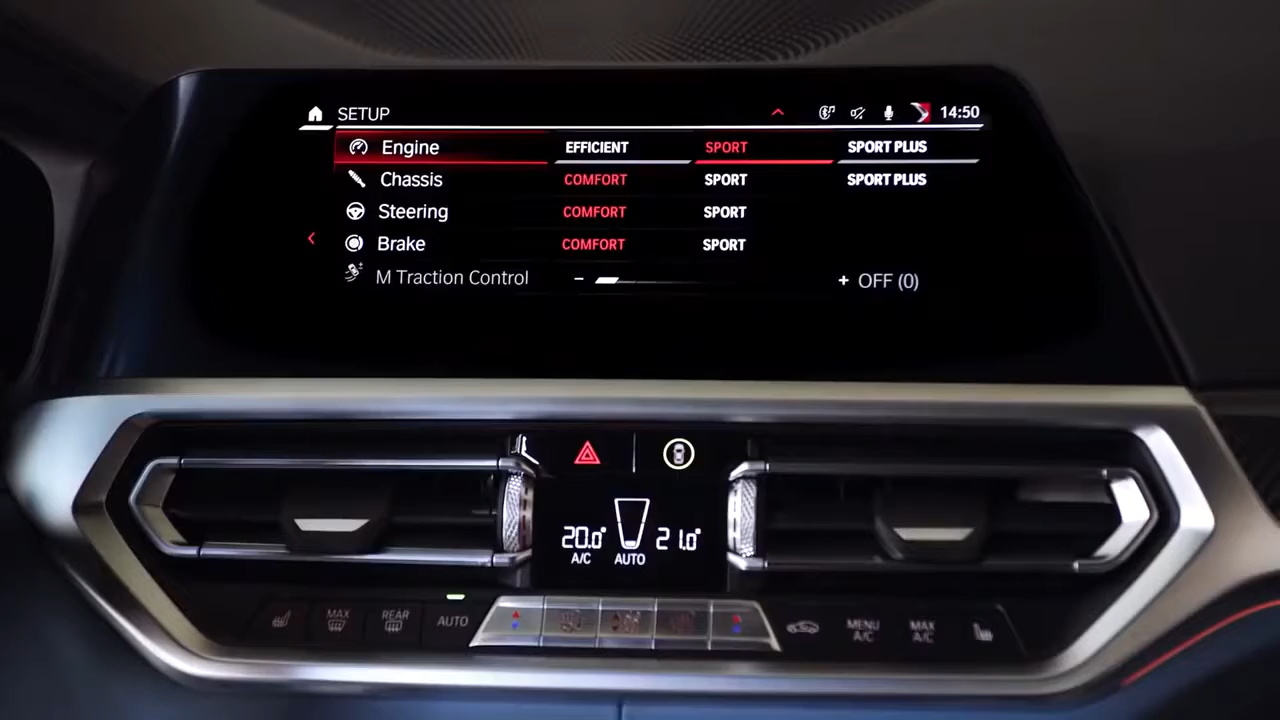 SETUP 14:50
Engine EFFICIENT SPORT SPORT PLUS
Chassis COMFORT SPORT SPORT PLUS
Steering COMFORT SPORT
Brake COMFORT SPORT
M Traction Control − + OFF (0)
20.0° 21.0°
A/C AUTO
MAX REAR AUTO MENU A/C MAX A/C